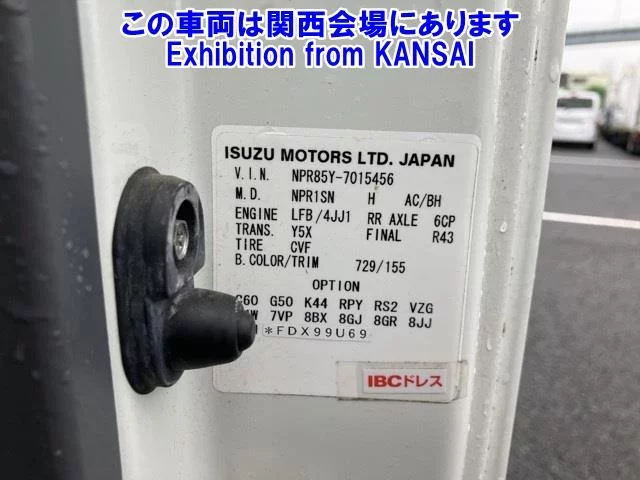 この車両は関西会場にあります
Exhibition from KANSAI
ISUZU MOTORS LTD. JAPAN
V.I.N. NPR85Y-7015456
M.D. NPR1SN H AC/BH
ENGINE LFB/4JJ1 RR AXLE 6CP
TRANS. Y5X FINAL R43
TIRE CVF
B.COLOR/TRIM 729/155
OPTION
G50 K44 RPY RS2 VZG
7VP 8BX 8GJ 8GR 8JJ
*FDX99U69
IBCドレス